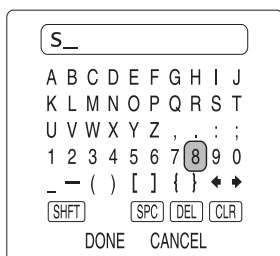 S_
A B C D E F G H I J
K L M N O P Q R S T
U V W X Y Z , . : ;
1 2 3 4 5 6 7 8 9 0
_ — ( ) [ ] { } ← →
SHFT SPC DEL CLR
DONE CANCEL